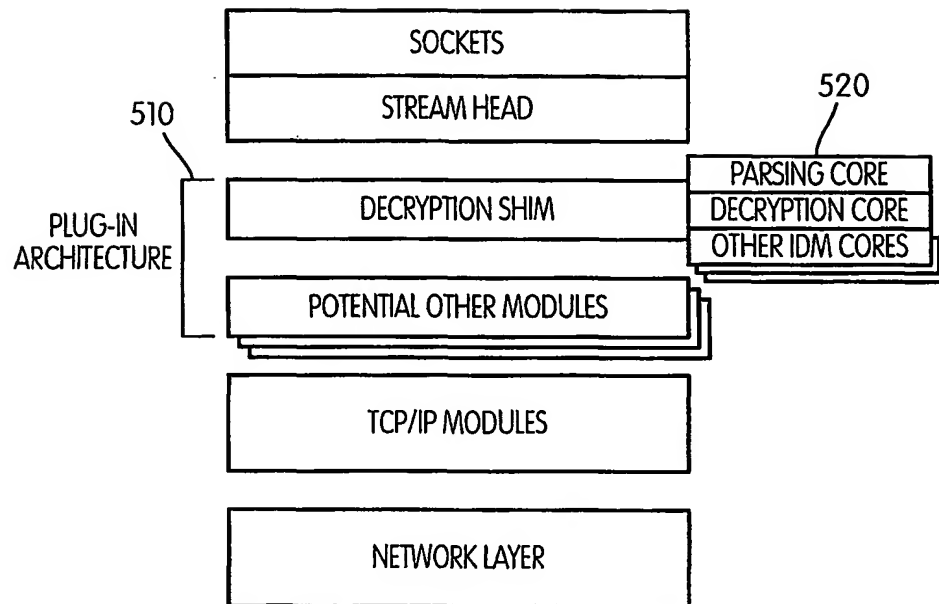 SOCKETS
STREAM HEAD
510
520
PLUG-IN
ARCHITECTURE
DECRYPTION SHIM
PARSING CORE
DECRYPTION CORE
OTHER IDM CORES
POTENTIAL OTHER MODULES
TCP/IP MODULES
NETWORK LAYER